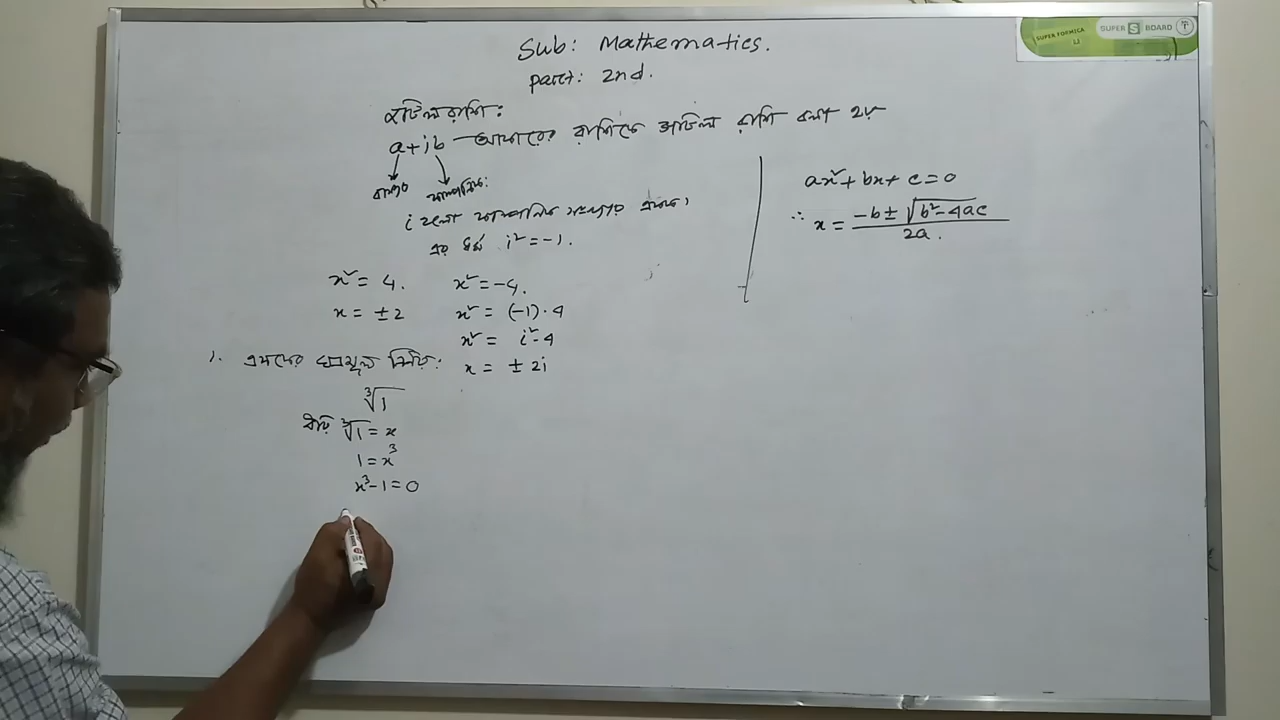 Sub: Mathematics.
part: 2nd.
জটিল রাশি:
a+ib আকারের রাশিকে জটিল রাশি বলা হয়
বাস্তব
i হলো কাল্পনিক সংখ্যার একক।
এর অর্থ i² = -1.
x² = 4.
x = ±2
x² = -4.
x² = (-1)·4
x² = i²·4
x = ± 2i
1. এককের ঘনমূল নির্ণয়:
∛1
ধরি ∛1 = x
1 = x³
x³-1=0
ax²+bx+c=0
∴ x = (-b±√(b²-4ac))/2a.
SUPER FORMICA
SUPER S BOARD